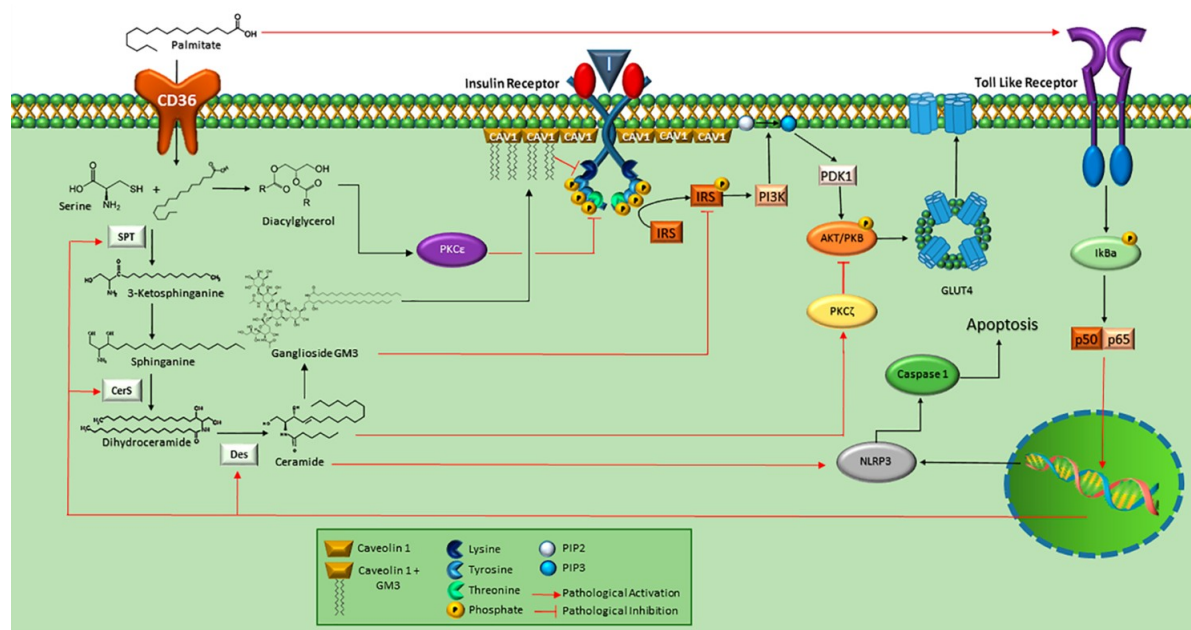 OH
Palmitate
CD36
Insulin Receptor
I
Toll Like Receptor
CAV1 CAV1 CAV1 CAV1 CAV1 CAV1
O
HO
SH
NH₂
Serine
+
O
OH
O
OH
O
O
R
R
Diacylglycerol
P P P P P P
PKCε
IRS
IRS
P
PI3K
PDK1
AKT/PKB
P
GLUT4
IkBa
P
p50 p65
SPT
3-Ketosphinganine
Sphinganine
CerS
Dihydroceramide
Des
Ceramide
Ganglioside GM3
PKCζ
Apoptosis
Caspase 1
NLRP3
Caveolin 1
Caveolin 1 +
GM3
Lysine
Tyrosine
Threonine
P Phosphate
PIP2
PIP3
Pathological Activation
Pathological Inhibition